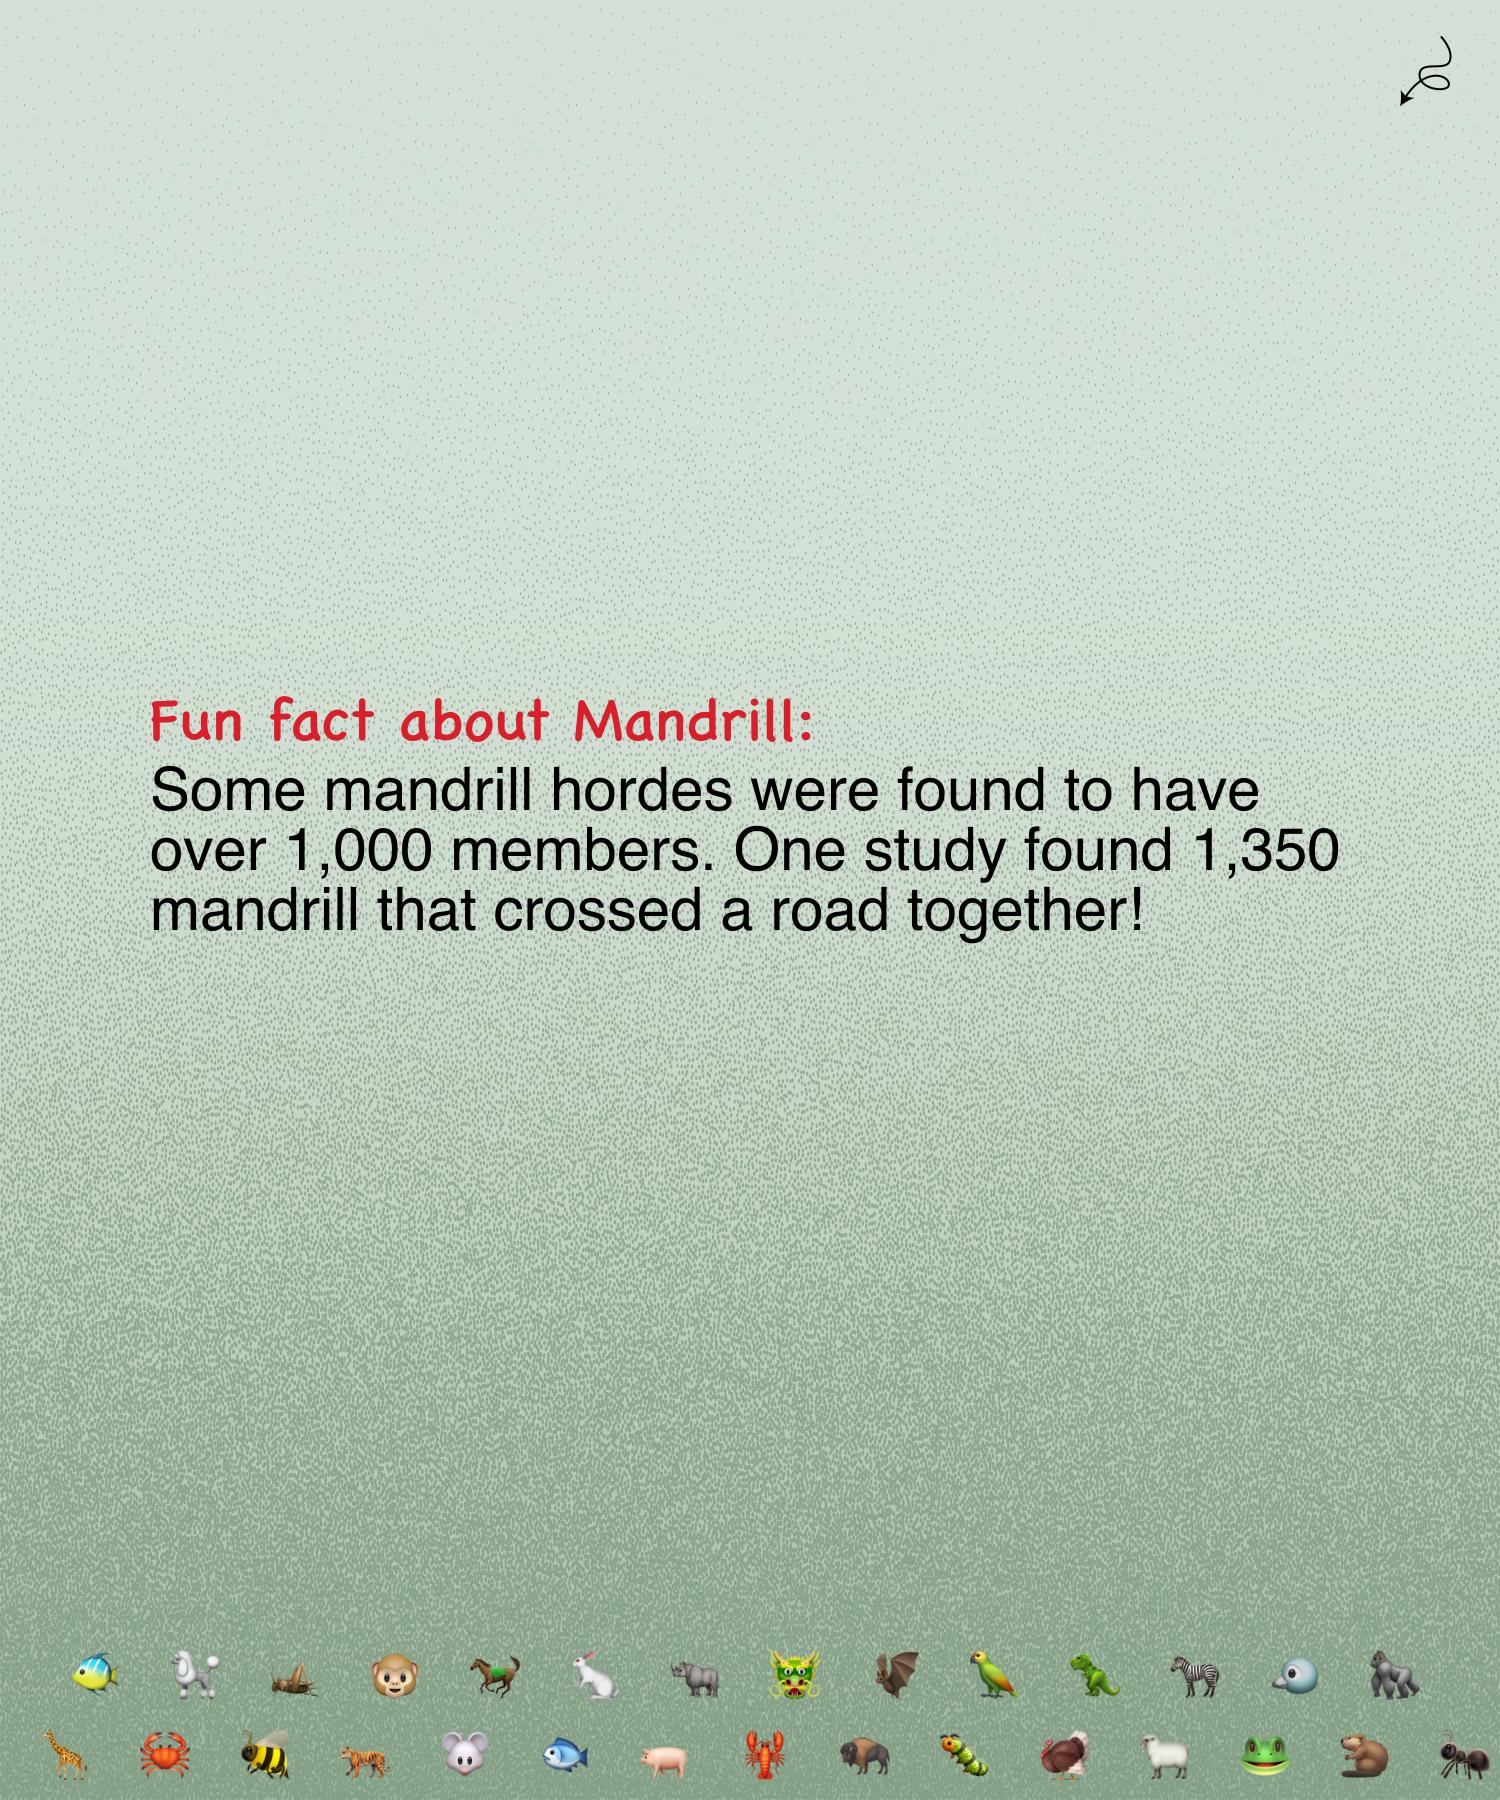 Fun fact about Mandrill:
Some mandrill hordes were found to have
over 1,000 members. One study found 1,350
mandrill that crossed a road together!